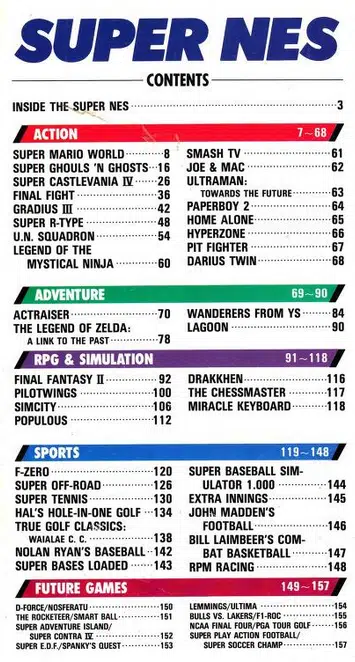 SUPER NES
CONTENTS
INSIDE THE SUPER NES 3
ACTION 7~68
SUPER MARIO WORLD 8
SUPER GHOULS 'N GHOSTS 16
SUPER CASTLEVANIA IV 26
FINAL FIGHT 36
GRADIUS III 42
SUPER R-TYPE 48
U.N. SQUADRON 54
LEGEND OF THE
MYSTICAL NINJA 60
SMASH TV 61
JOE & MAC 62
ULTRAMAN:
TOWARDS THE FUTURE 63
PAPERBOY 2 64
HOME ALONE 65
HYPERZONE 66
PIT FIGHTER 67
DARIUS TWIN 68
ADVENTURE 69~90
ACTRAISER 70
THE LEGEND OF ZELDA:
A LINK TO THE PAST 78
WANDERERS FROM YS 84
LAGOON 90
RPG & SIMULATION 91~118
FINAL FANTASY II 92
PILOTWINGS 100
SIMCITY 106
POPULOUS 112
DRAKKHEN 116
THE CHESSMASTER 117
MIRACLE KEYBOARD 118
SPORTS 119~148
F-ZERO 120
SUPER OFF-ROAD 126
SUPER TENNIS 130
HAL'S HOLE-IN-ONE GOLF 134
TRUE GOLF CLASSICS:
WAIALAE C. C. 138
NOLAN RYAN'S BASEBALL 142
SUPER BASES LOADED 143
SUPER BASEBALL SIM-
ULATOR 1.000 144
EXTRA INNINGS 145
JOHN MADDEN'S
FOOTBALL 146
BILL LAIMBEER'S COM-
BAT BASKETBALL 147
RPM RACING 148
FUTURE GAMES 149~157
D-FORCE/NOSFERATU 150
THE ROCKETEER/SMART BALL 151
SUPER ADVENTURE ISLAND/
SUPER CONTRA IV 152
SUPER E.D.F./SPANKY'S QUEST 153
LEMMINGS/ULTIMA 154
BULLS VS. LAKERS/F1-ROC 155
NCAA FINAL FOUR/PGA TOUR GOLF 156
SUPER PLAY ACTION FOOTBALL/
SUPER SOCCER CHAMP 157